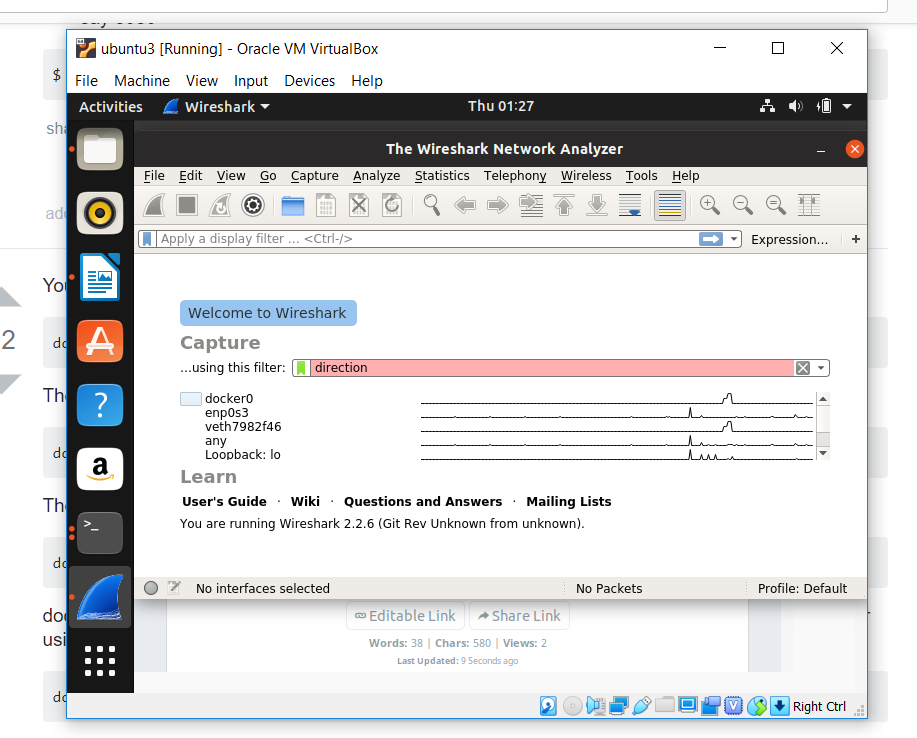 $
ubuntu3 [Running] - Oracle VM VirtualBox
File Machine View Input Devices Help
Activities Wireshark Thu 01:27
sha
The Wireshark Network Analyzer
File Edit View Go Capture Analyze Statistics Telephony Wireless Tools Help
add
Apply a display filter ... <Ctrl-/> Expression... +
You
Welcome to Wireshark
2
Capture
...using this filter: direction
docker0
enp0s3
veth7982f46
any
Loopback: lo
Learn
User's Guide · Wiki · Questions and Answers · Mailing Lists
You are running Wireshark 2.2.6 (Git Rev Unknown from unknown).
No interfaces selected No Packets Profile: Default
Editable Link Share Link
Words: 38 | Chars: 580 | Views: 2
Last Updated: 9 Seconds ago
Right Ctrl